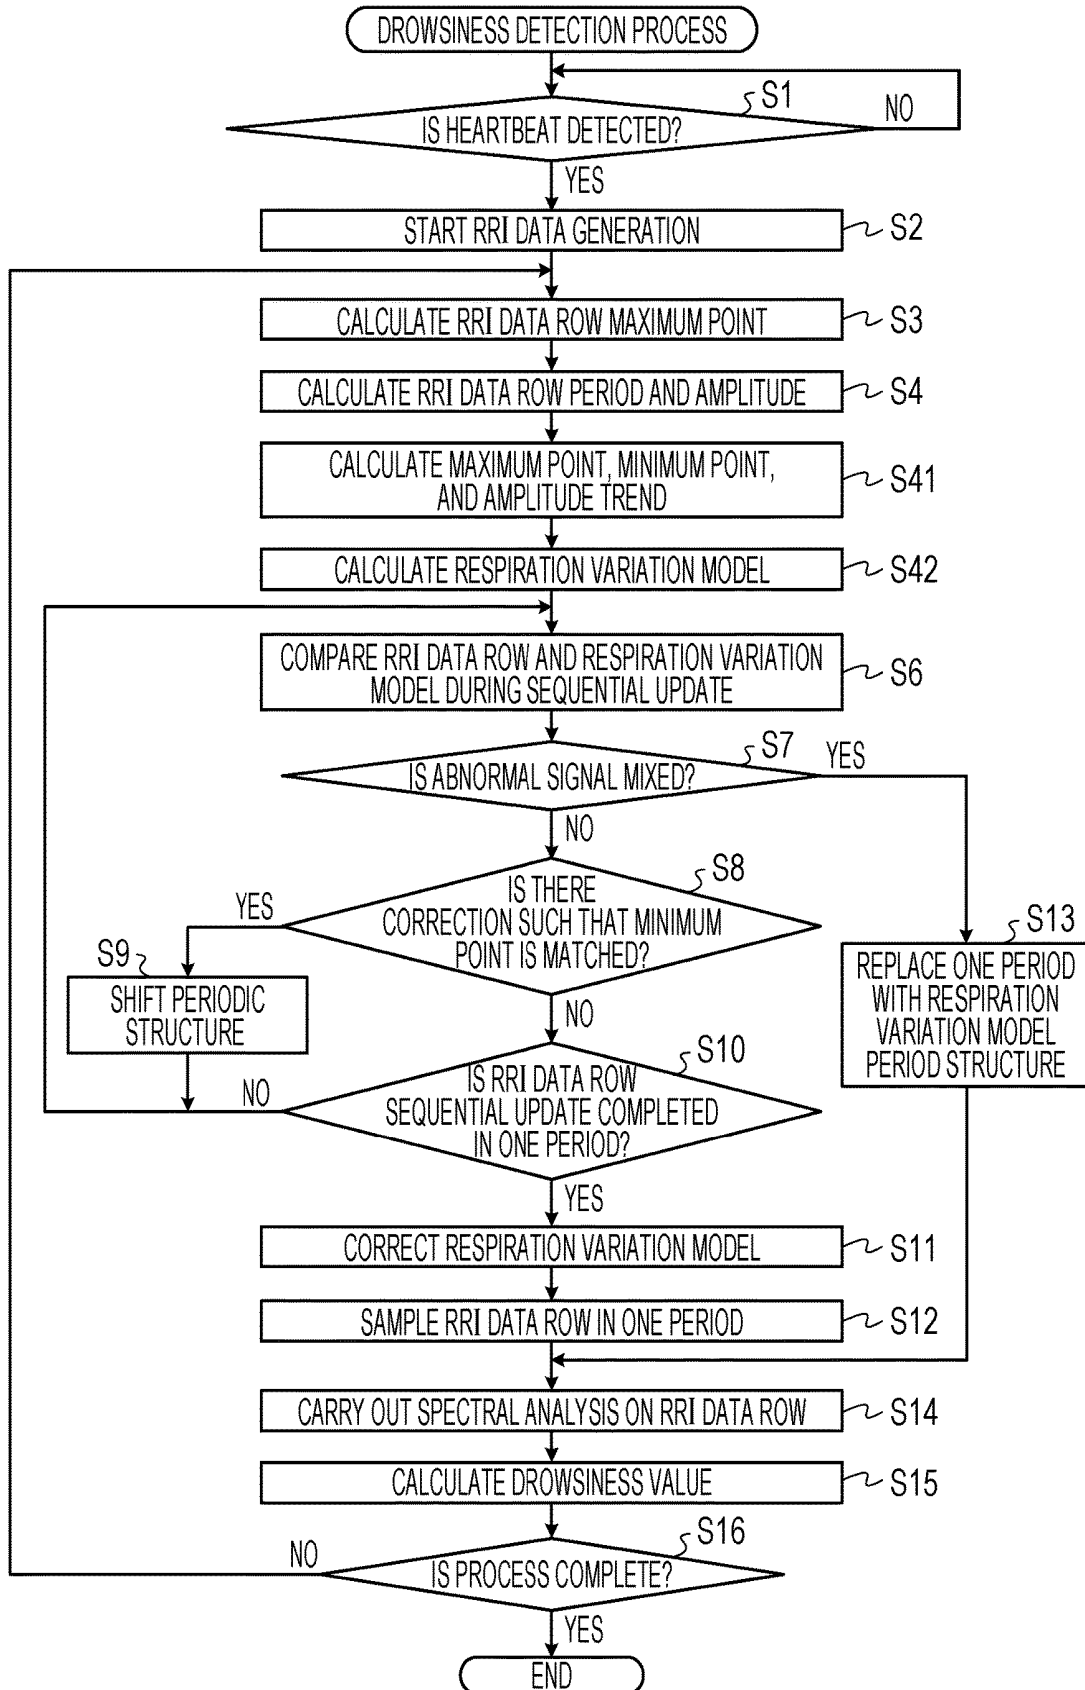 DROWSINESS DETECTION PROCESS
S1
NO
IS HEARTBEAT DETECTED?
YES
START RRI DATA GENERATION
S2
CALCULATE RRI DATA ROW MAXIMUM POINT
S3
CALCULATE RRI DATA ROW PERIOD AND AMPLITUDE
S4
CALCULATE MAXIMUM POINT, MINIMUM POINT,
AND AMPLITUDE TREND
S41
CALCULATE RESPIRATION VARIATION MODEL
S42
COMPARE RRI DATA ROW AND RESPIRATION VARIATION
MODEL DURING SEQUENTIAL UPDATE
S6
S7
YES
IS ABNORMAL SIGNAL MIXED?
NO
S8
YES
IS THERE
CORRECTION SUCH THAT MINIMUM
POINT IS MATCHED?
S13
REPLACE ONE PERIOD
WITH RESPIRATION
VARIATION MODEL
PERIOD STRUCTURE
S9
SHIFT PERIODIC
STRUCTURE
NO
S10
NO
IS RRI DATA ROW
SEQUENTIAL UPDATE COMPLETED
IN ONE PERIOD?
YES
CORRECT RESPIRATION VARIATION MODEL
S11
SAMPLE RRI DATA ROW IN ONE PERIOD
S12
CARRY OUT SPECTRAL ANALYSIS ON RRI DATA ROW
S14
CALCULATE DROWSINESS VALUE
S15
S16
NO
IS PROCESS COMPLETE?
YES
END